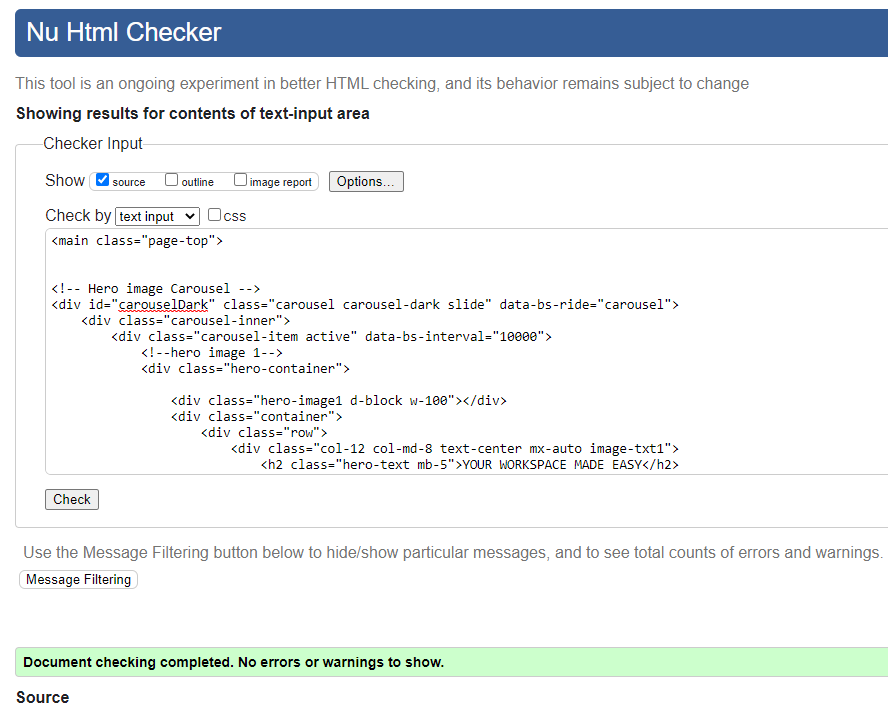 Nu Html Checker
This tool is an ongoing experiment in better HTML checking, and its behavior remains subject to change
Showing results for contents of text-input area
Checker Input
Show source outline image report Options...
Check by text input css
<main class="page-top">
<!-- Hero image Carousel -->
<div id="carouselDark" class="carousel carousel-dark slide" data-bs-ride="carousel">
<div class="carousel-inner">
<div class="carousel-item active" data-bs-interval="10000">
<!--hero image 1-->
<div class="hero-container">
<div class="hero-image1 d-block w-100"></div>
<div class="container">
<div class="row">
<div class="col-12 col-md-8 text-center mx-auto image-txt1">
<h2 class="hero-text mb-5">YOUR WORKSPACE MADE EASY</h2>
Check
Use the Message Filtering button below to hide/show particular messages, and to see total counts of errors and warnings.
Message Filtering
Document checking completed. No errors or warnings to show.
Source